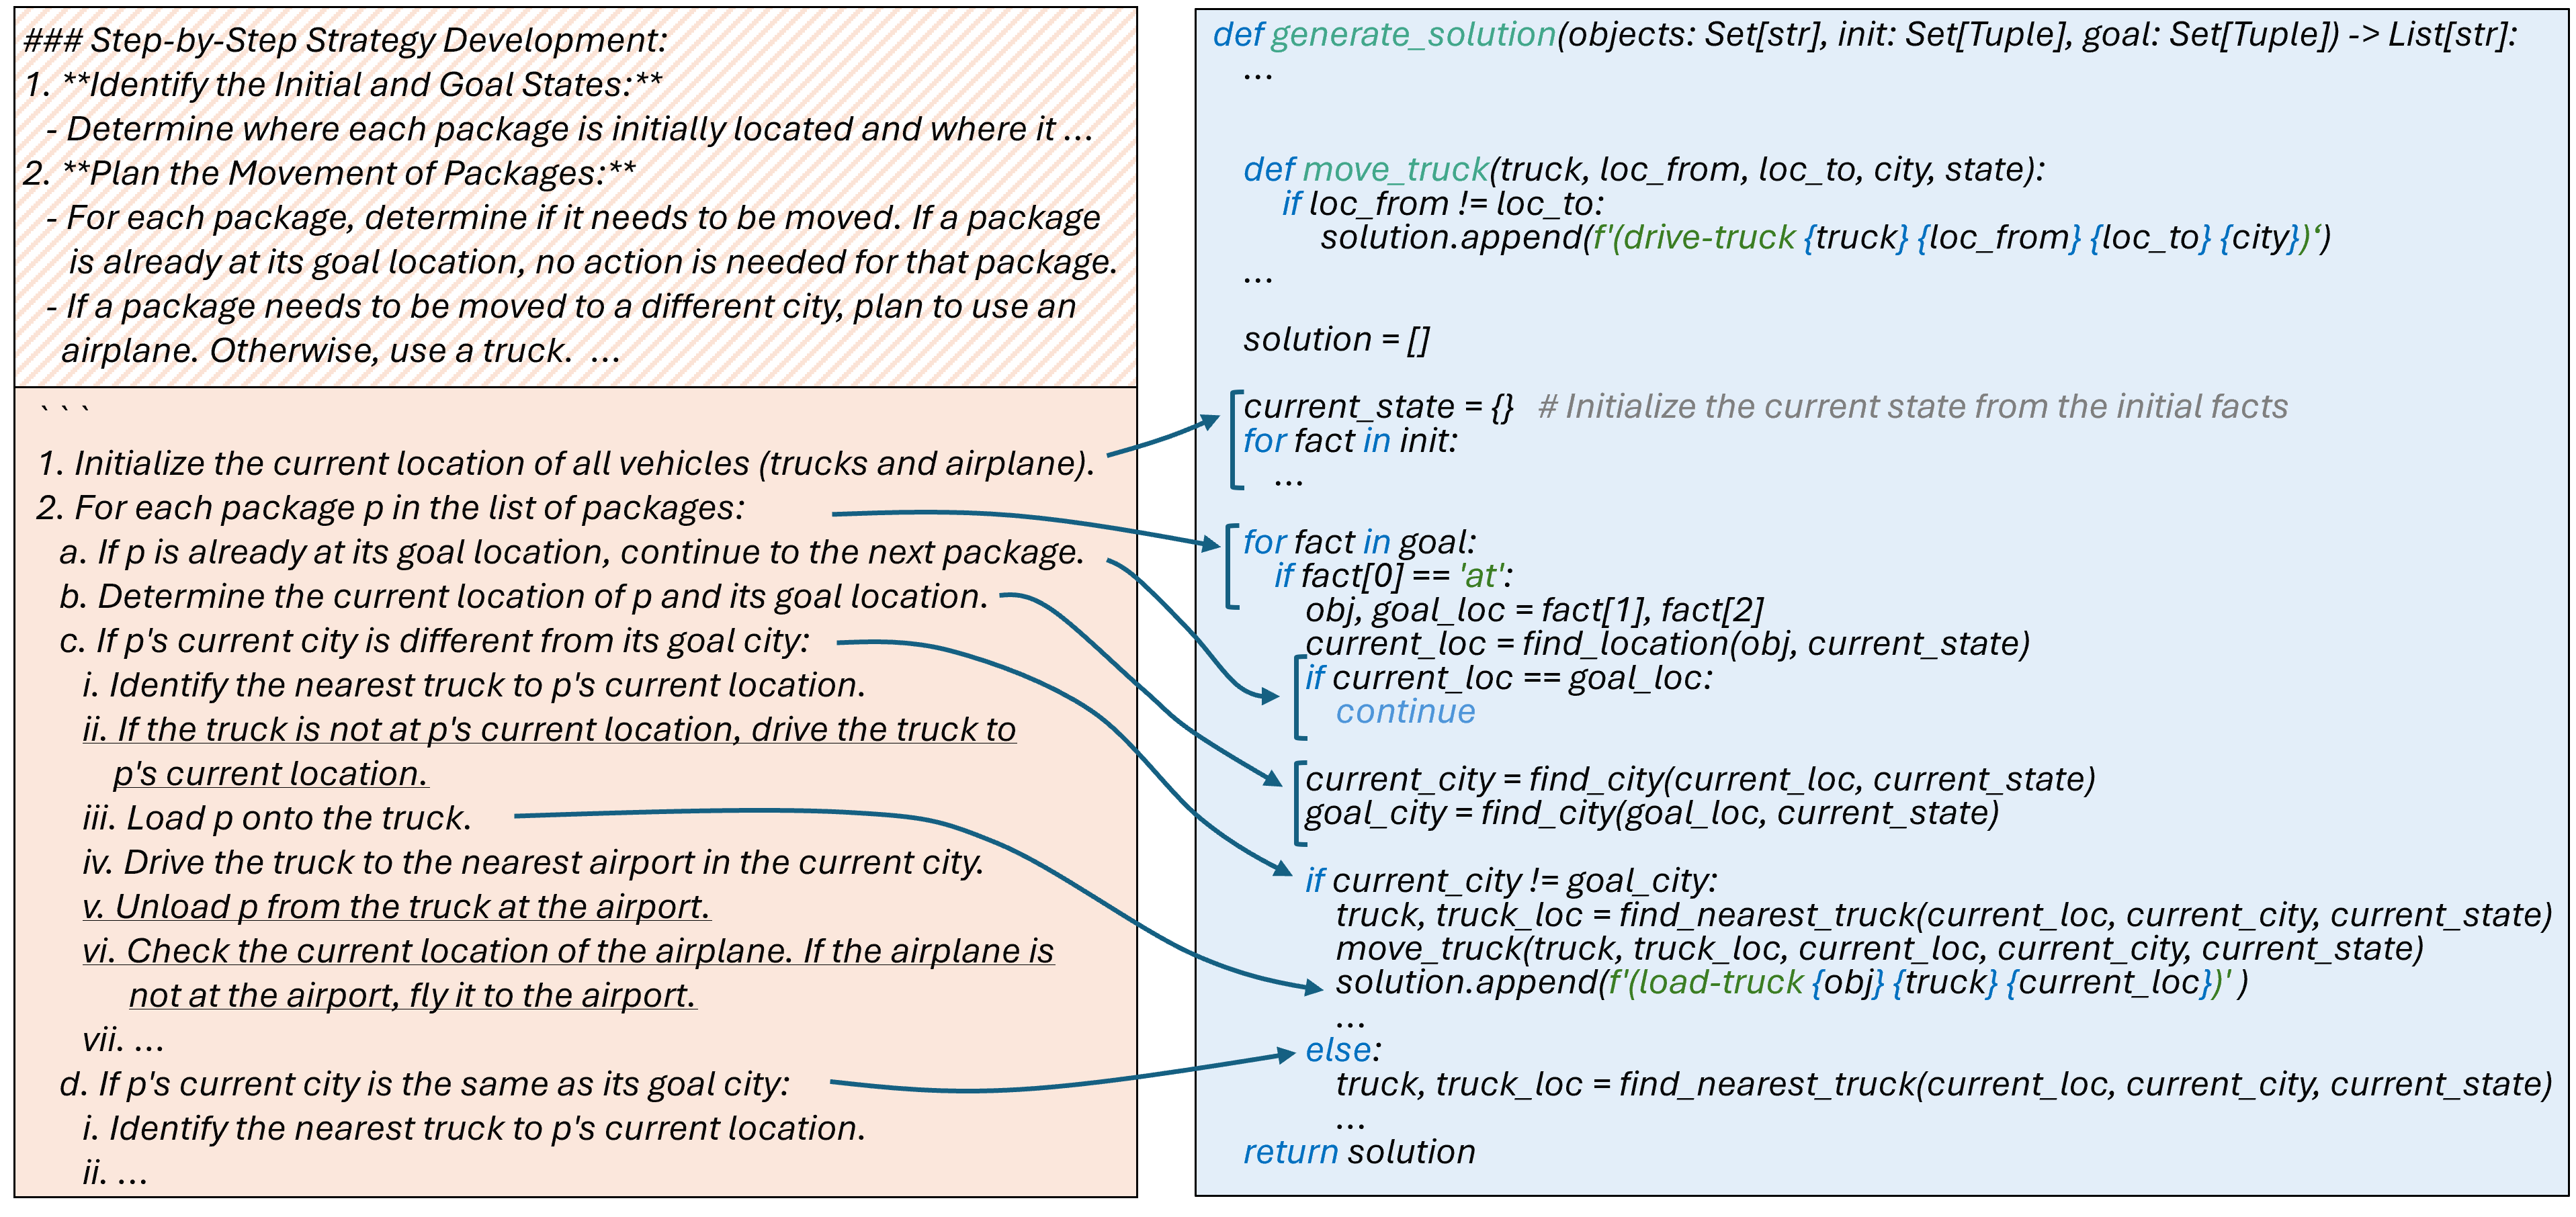 ### Step-by-Step Strategy Development:
1. **Identify the Initial and Goal States:**
- Determine where each package is initially located and where it ...
2. **Plan the Movement of Packages:**
- For each package, determine if it needs to be moved. If a package
is already at its goal location, no action is needed for that package.
- If a package needs to be moved to a different city, plan to use an
airplane. Otherwise, use a truck.  ...
` ` `
1. Initialize the current location of all vehicles (trucks and airplane).
2. For each package p in the list of packages:
a. If p is already at its goal location, continue to the next package.
b. Determine the current location of p and its goal location.
c. If p's current city is different from its goal city:
i. Identify the nearest truck to p's current location.
ii. If the truck is not at p's current location, drive the truck to
p's current location.
iii. Load p onto the truck.
iv. Drive the truck to the nearest airport in the current city.
v. Unload p from the truck at the airport.
vi. Check the current location of the airplane. If the airplane is
not at the airport, fly it to the airport.
vii. ...
d. If p's current city is the same as its goal city:
i. Identify the nearest truck to p's current location.
ii. ...
def generate_solution(objects: Set[str], init: Set[Tuple], goal: Set[Tuple]) -> List[str]:
...
def move_truck(truck, loc_from, loc_to, city, state):
if loc_from != loc_to:
solution.append(f'(drive-truck {truck} {loc_from} {loc_to} {city})‘)
...
solution = []
current_state = {}  # Initialize the current state from the initial facts
for fact in init:
...
for fact in goal:
if fact[0] == 'at':
obj, goal_loc = fact[1], fact[2]
current_loc = find_location(obj, current_state)
if current_loc == goal_loc:
continue
current_city = find_city(current_loc, current_state)
goal_city = find_city(goal_loc, current_state)
if current_city != goal_city:
truck, truck_loc = find_nearest_truck(current_loc, current_city, current_state)
move_truck(truck, truck_loc, current_loc, current_city, current_state)
solution.append(f'(load-truck {obj} {truck} {current_loc})' )
...
else:
truck, truck_loc = find_nearest_truck(current_loc, current_city, current_state)
...
return solution